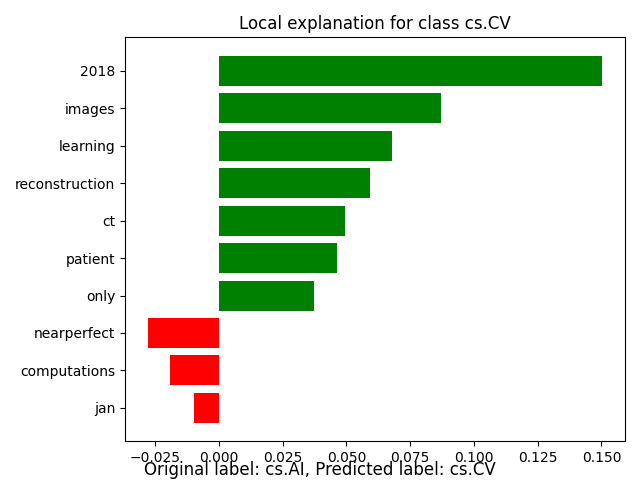 Local explanation for class cs.CV
2018
images
learning
reconstruction
ct
patient
only
nearperfect
computations
jan
−0.025 0.000 0.025 0.050 0.075 0.100 0.125 0.150
Original label: cs.AI, Predicted label: cs.CV